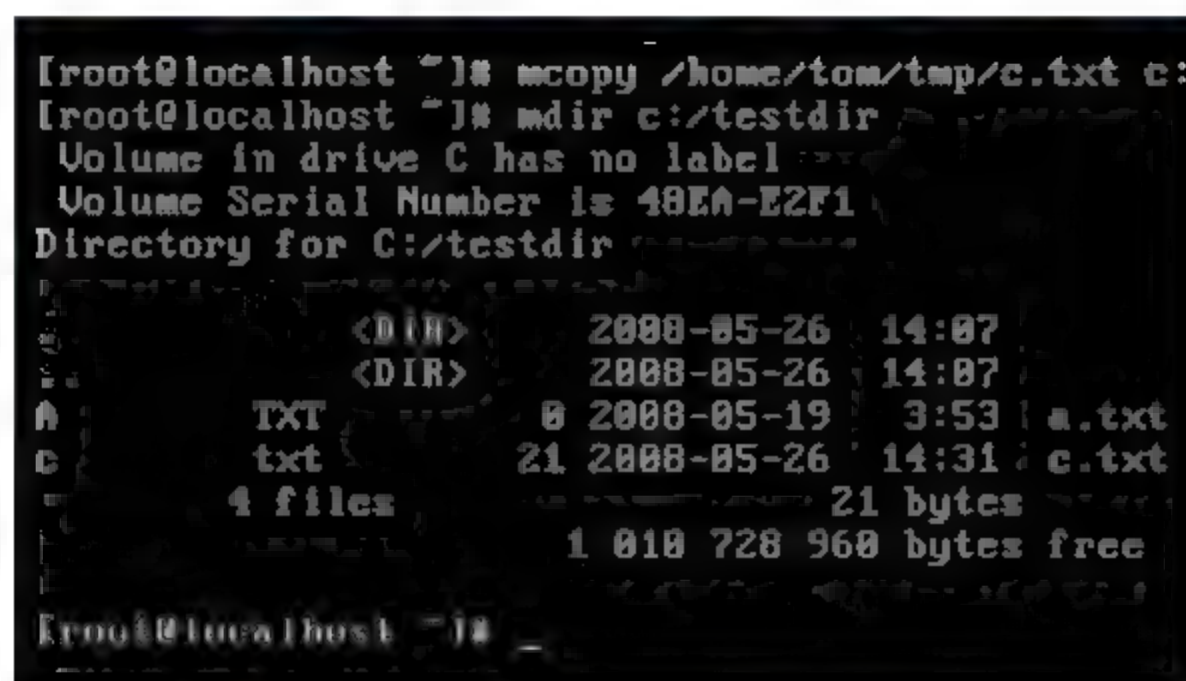 [root@localhost ~]# mcopy /home/tom/tmp/c.txt c:
[root@localhost ~]# mdir c:/testdir
Volume in drive C has no label
Volume Serial Number is 48EA-E2F1
Directory for C:/testdir
. <DIR> 2008-05-26 14:07
.. <DIR> 2008-05-26 14:07
A TXT 0 2008-05-19 3:53 a.txt
c txt 21 2008-05-26 14:31 c.txt
4 files 21 bytes
1 010 728 960 bytes free
[root@localhost ~]# _